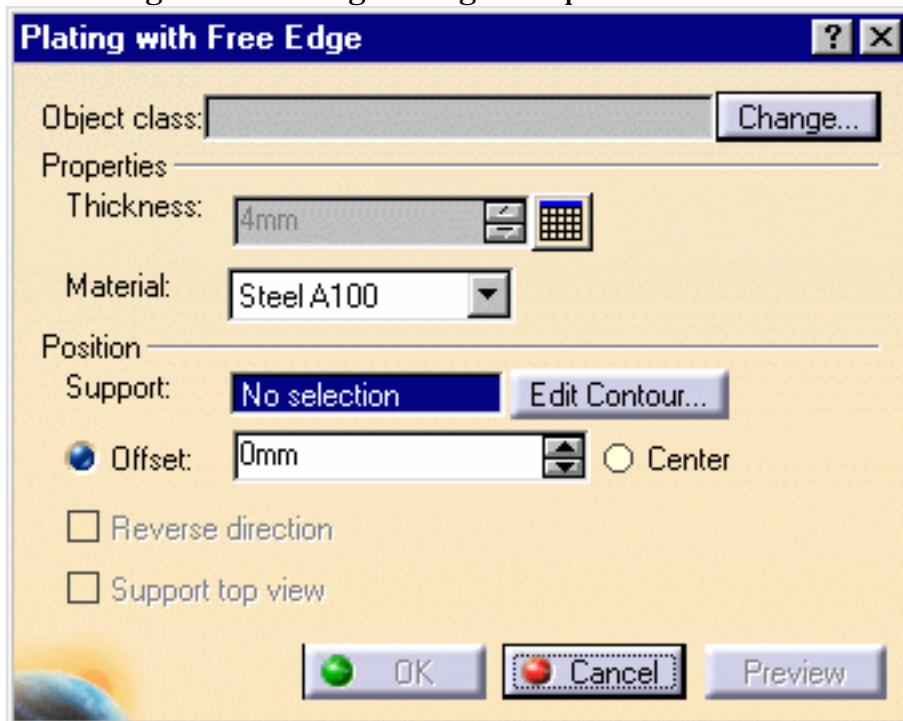 Plating with Free Edge ? X
Object class: Change...
Properties
Thickness: 4mm
Material: Steel A100
Position
Support: No selection Edit Contour...
Offset: 0mm Center
Reverse direction
Support top view
OK Cancel Preview